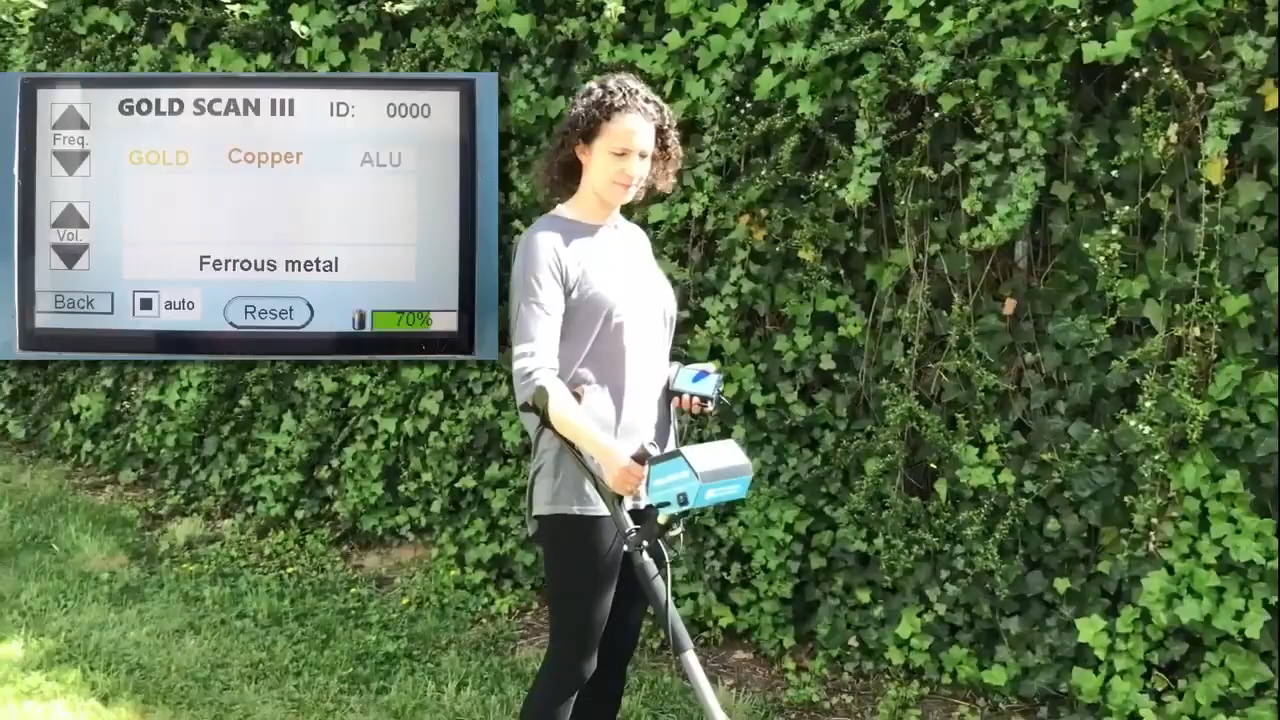 GOLD SCAN III ID: 0000
Freq.
GOLD Copper ALU
Vol.
Ferrous metal
Back auto Reset 70%